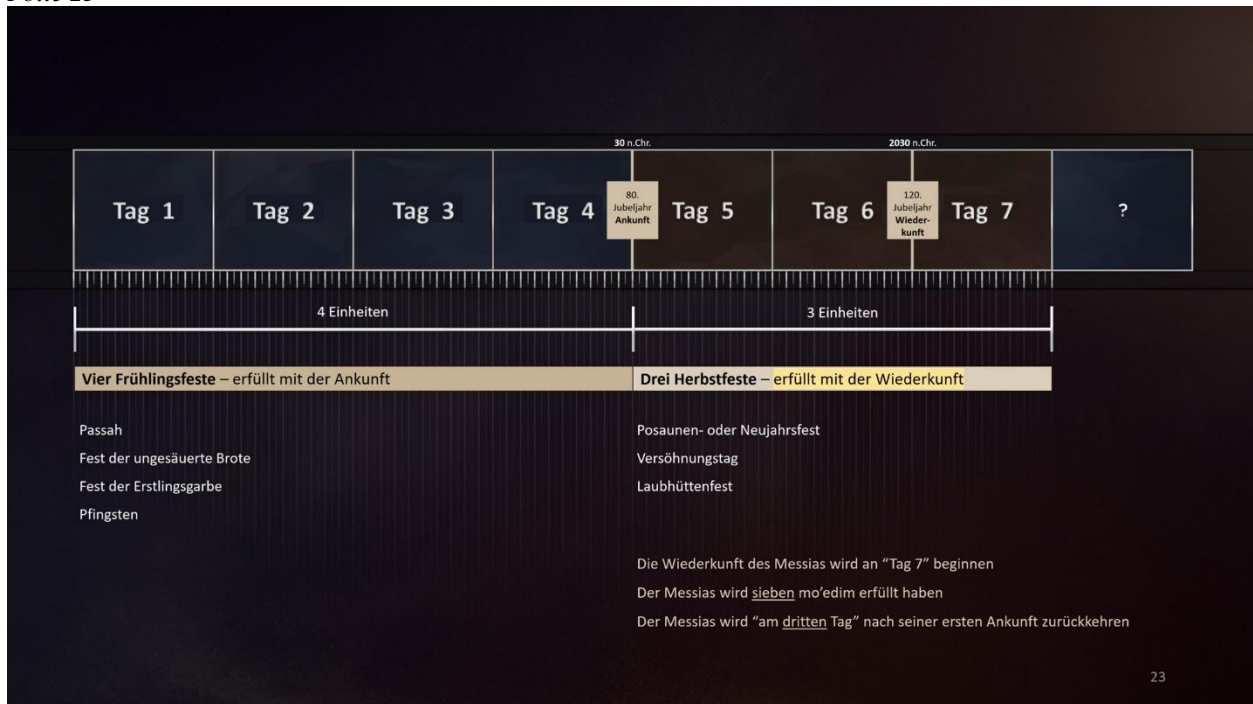 30 n.Chr.
2030 n.Chr.
Tag 1
Tag 2
Tag 3
Tag 4
80.
Jubeljahr
Ankunft
Tag 5
Tag 6
120.
Jubeljahr
Wieder-
kunft
Tag 7
?
4 Einheiten
3 Einheiten
Vier Frühlingsfeste – erfüllt mit der Ankunft
Drei Herbstfeste – erfüllt mit der Wiederkunft
Passah
Fest der ungesäuerte Brote
Fest der Erstlingsgarbe
Pfingsten
Posaunen- oder Neujahrsfest
Versöhnungstag
Laubhüttenfest
Die Wiederkunft des Messias wird an “Tag 7” beginnen
Der Messias wird sieben mo’edim erfüllt haben
Der Messias wird “am dritten Tag” nach seiner ersten Ankunft zurückkehren
23